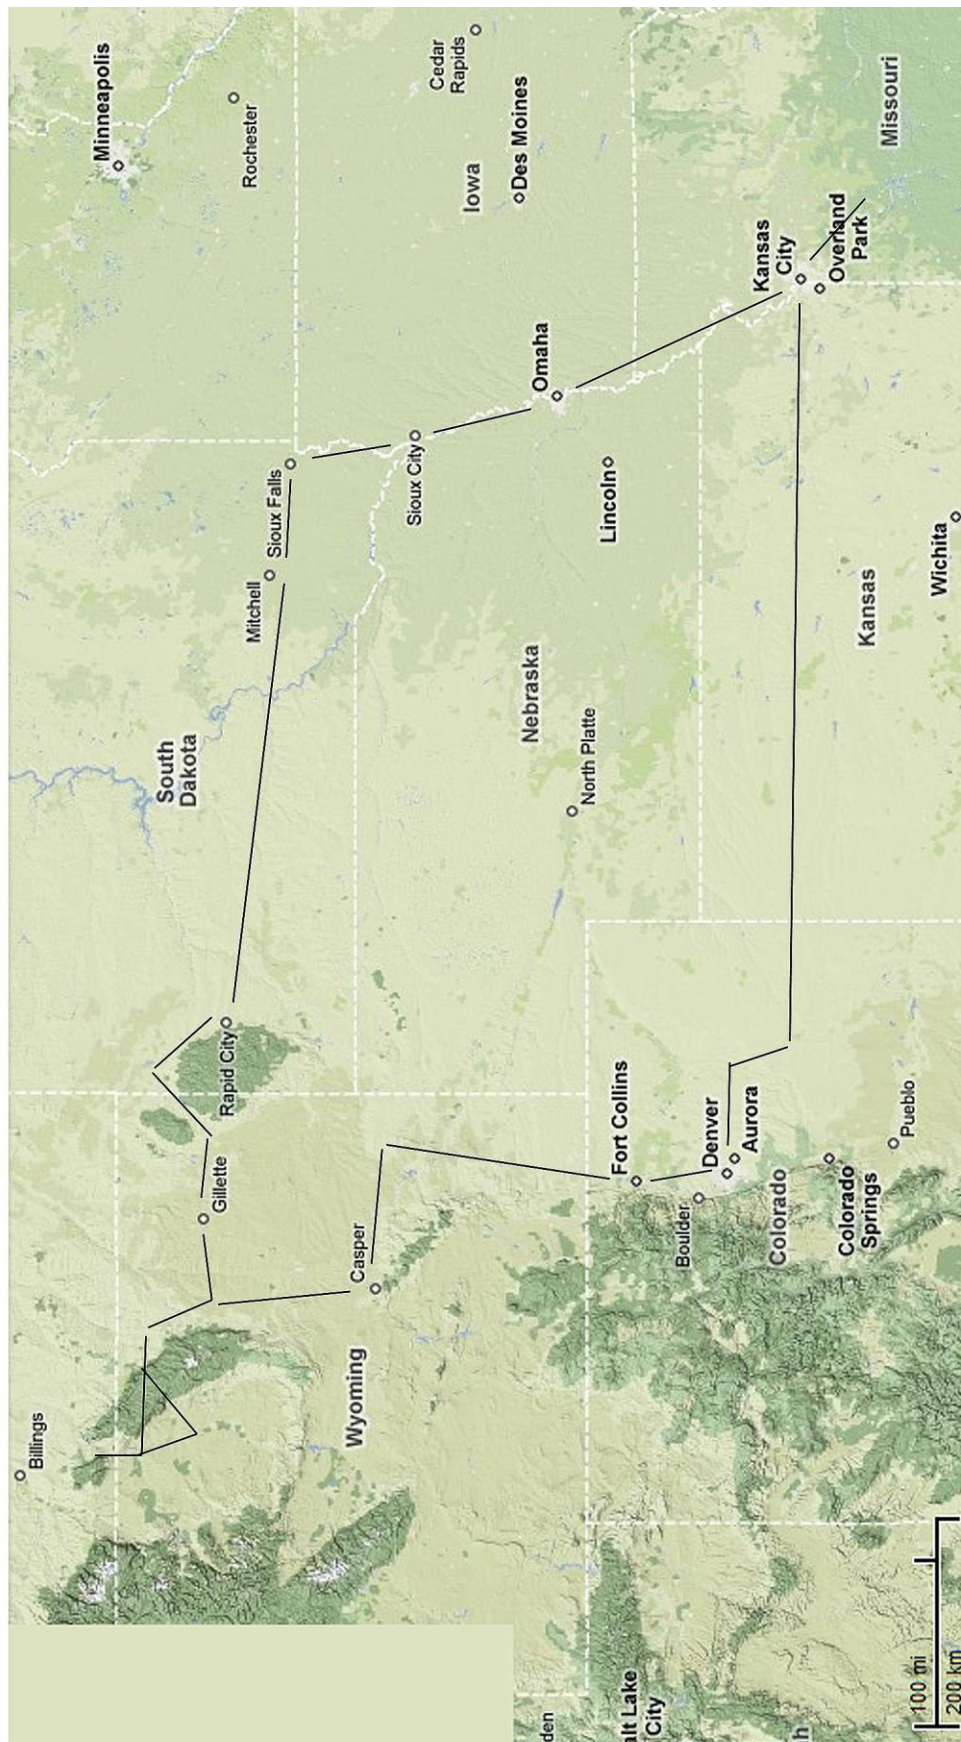 Billings
Gillette
Rapid City
South
Dakota
Mitchell
Sioux Falls
Minneapolis
Rochester
Wyoming
Casper
Sioux City
Iowa
Cedar
Rapids
Des Moines
Nebraska
North Platte
Omaha
Lincoln
den
alt Lake
City
Fort Collins
Boulder
Denver
Aurora
Colorado
Colorado
Springs
Pueblo
Kansas
Wichita
Kansas
City
Overland
Park
Missouri
h
100 mi
200 km